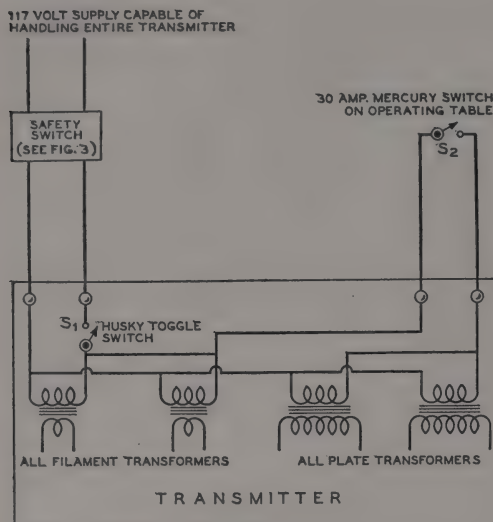 117 VOLT SUPPLY CAPABLE OF
HANDLING ENTIRE TRANSMITTER
SAFETY
SWITCH
(SEE FIG. 3)
30 AMP. MERCURY SWITCH
ON OPERATING TABLE
S2
S1
HUSKY TOGGLE
SWITCH
ALL FILAMENT TRANSFORMERS
ALL PLATE TRANSFORMERS
TRANSMITTER